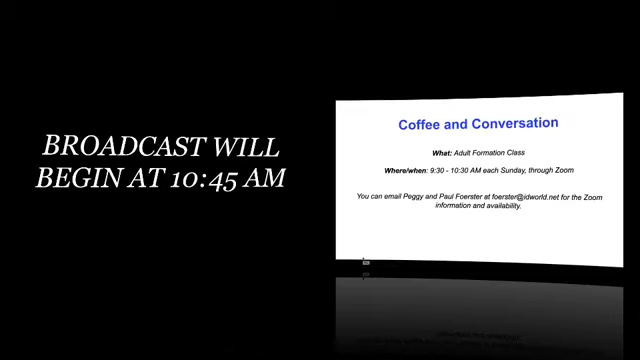 BROADCAST WILL
BEGIN AT 10:45 AM
Coffee and Conversation
What: Adult Formation Class
Where/when: 9:30 - 10:30 AM each Sunday, through Zoom
You can email Peggy and Paul Foerster at foerster@idworld.net for the Zoom
information and availability.